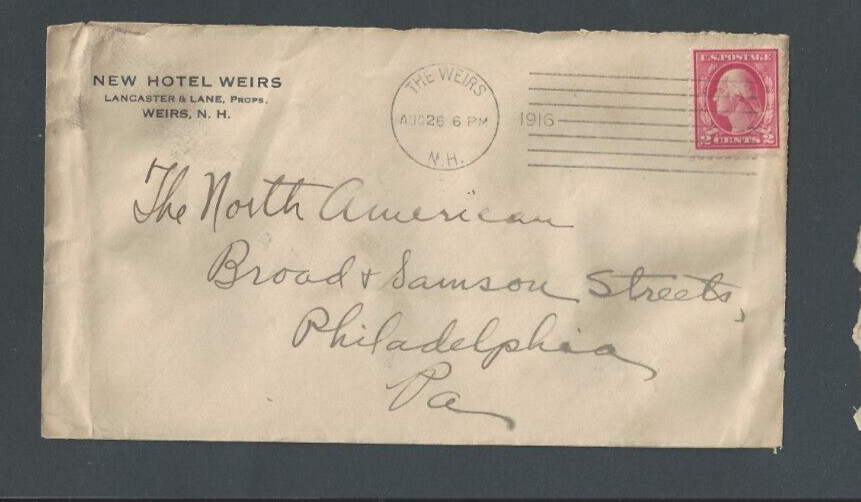 NEW HOTEL WEIRS
LANCASTER & LANE, PROPS.
WEIRS, N. H.
THE WEIRS
AUG 26 6 PM
N.H.
1916
U.S. POSTAGE
2 CENTS 2
The North American
Broad & Samson Streets,
Philadelphia,
Pa